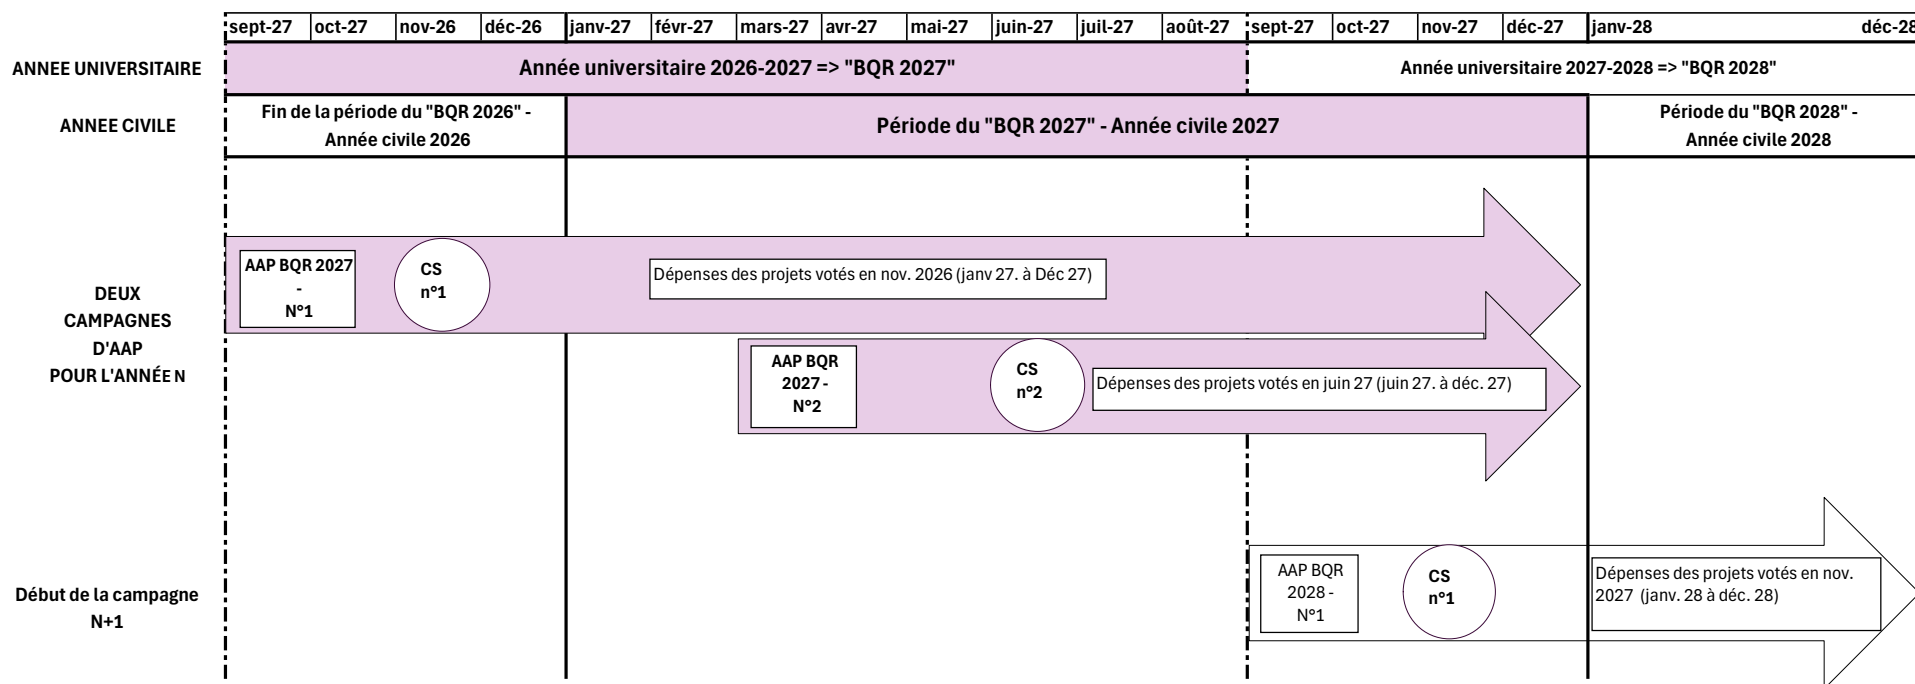 sept-27 oct-27 nov-26 déc-26 janv-27 févr-27 mars-27 avr-27 mai-27 juin-27 juil-27 août-27 sept-27 oct-27 nov-27 déc-27 janv-28 déc-28
ANNEE UNIVERSITAIRE
Année universitaire 2026-2027 => "BQR 2027"
Année universitaire 2027-2028 => "BQR 2028"
ANNEE CIVILE
Fin de la période du "BQR 2026" -
Année civile 2026
Période du "BQR 2027" - Année civile 2027
Période du "BQR 2028" -
Année civile 2028
DEUX
CAMPAGNES
D'AAP
POUR L'ANNÉE N
AAP BQR 2027
-
N°1
CS
n°1
Dépenses des projets votés en nov. 2026 (janv 27. à Déc 27)
AAP BQR
2027 -
N°2
CS
n°2
Dépenses des projets votés en juin 27 (juin 27. à déc. 27)
Début de la campagne
N+1
AAP BQR
2028 -
N°1
CS
n°1
Dépenses des projets votés en nov.
2027 (janv. 28 à déc. 28)